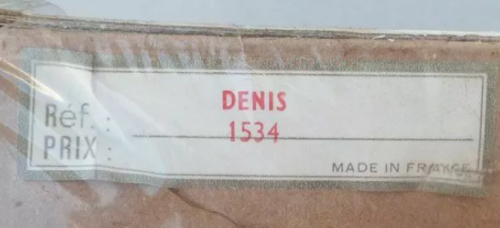 DENIS
Réf. : 1534
PRIX :
MADE IN FRANCE